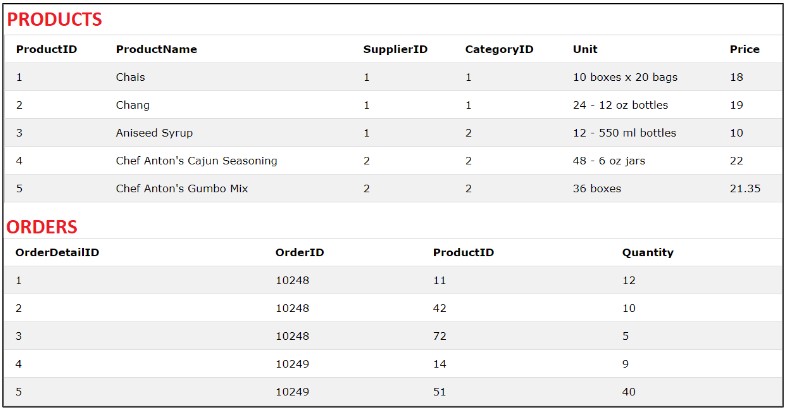 PRODUCTS
ProductID ProductName SupplierID CategoryID Unit Price
1 Chais 1 1 10 boxes x 20 bags 18
2 Chang 1 1 24 - 12 oz bottles 19
3 Aniseed Syrup 1 2 12 - 550 ml bottles 10
4 Chef Anton's Cajun Seasoning 2 2 48 - 6 oz jars 22
5 Chef Anton's Gumbo Mix 2 2 36 boxes 21.35
ORDERS
OrderDetailID OrderID ProductID Quantity
1 10248 11 12
2 10248 42 10
3 10248 72 5
4 10249 14 9
5 10249 51 40